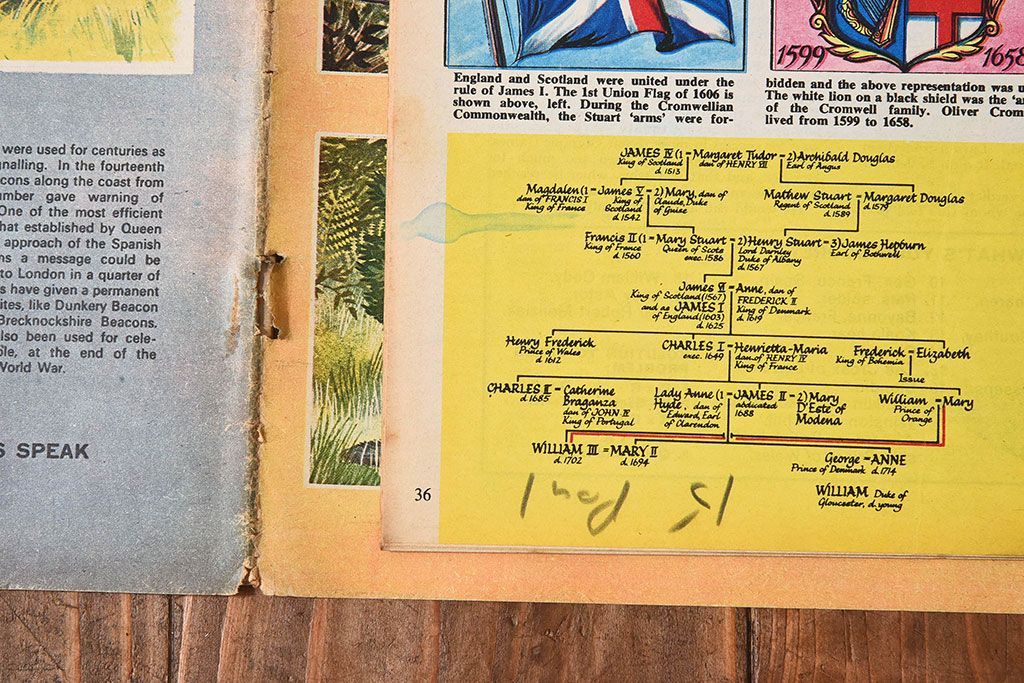 were used for centuries as
gnalling. In the fourteenth
cons along the coast from
mber gave warning of
One of the most efficient
hat established by Queen
approach of the Spanish
ns a message could be
to London in a quarter of
s have given a permanent
ites, like Dunkery Beacon
Brecknockshire Beacons.
lso been used for cele-
ole, at the end of the
World War.
S SPEAK
1599 1658
England and Scotland were united under the
rule of James I. The 1st Union Flag of 1606 is
shown above, left. During the Cromwellian
Commonwealth, the Stuart 'arms' were for-
bidden and the above representation was u
The white lion on a black shield was the 'a
of the Cromwell family. Oliver Crom
lived from 1599 to 1658.
JAMES IV (1 = Margaret Tudor = 2) Archibald Douglas
King of Scotland dau of HENRY VII Earl of Angus
d. 1513
Magdalen (1 = James V = 2) Mary, dau of Mathew Stuart = Margaret Douglas
dau of FRANCIS I King of Claude, Duke Regent of Scotland d. 1579
King of France Scotland of Guise d. 1589
d. 1542
Francis II (1 = Mary Stuart = 2) Henry Stuart = 3) James Hepburn
King of France Queen of Scots Lord Darnley Earl of Bothwell
d. 1560 exec. 1586 Duke of Albany
d. 1567
James VI = Anne, dau of
King of Scotland (1567) FREDERICK II
and as JAMES I King of Denmark
of England (1603) d. 1619
d. 1625
Henry Frederick CHARLES I = Henrietta-Maria Frederick = Elizabeth
Prince of Wales exec. 1649 dau of HENRY IV King of Bohemia
d. 1612 King of France Issue
CHARLES II = Catherine Lady Anne (1 = JAMES II = 2) Mary William = Mary
d. 1685 Braganza Hyde, dau of abdicated D'Este of Prince of
dau of JOHN IV Edward, Earl 1688 Modena Orange
King of Portugal of Clarendon
WILLIAM III = MARY II George = ANNE
d. 1702 d. 1694 Prince of Denmark d. 1714
WILLIAM Duke of
Gloucester, d. young
36